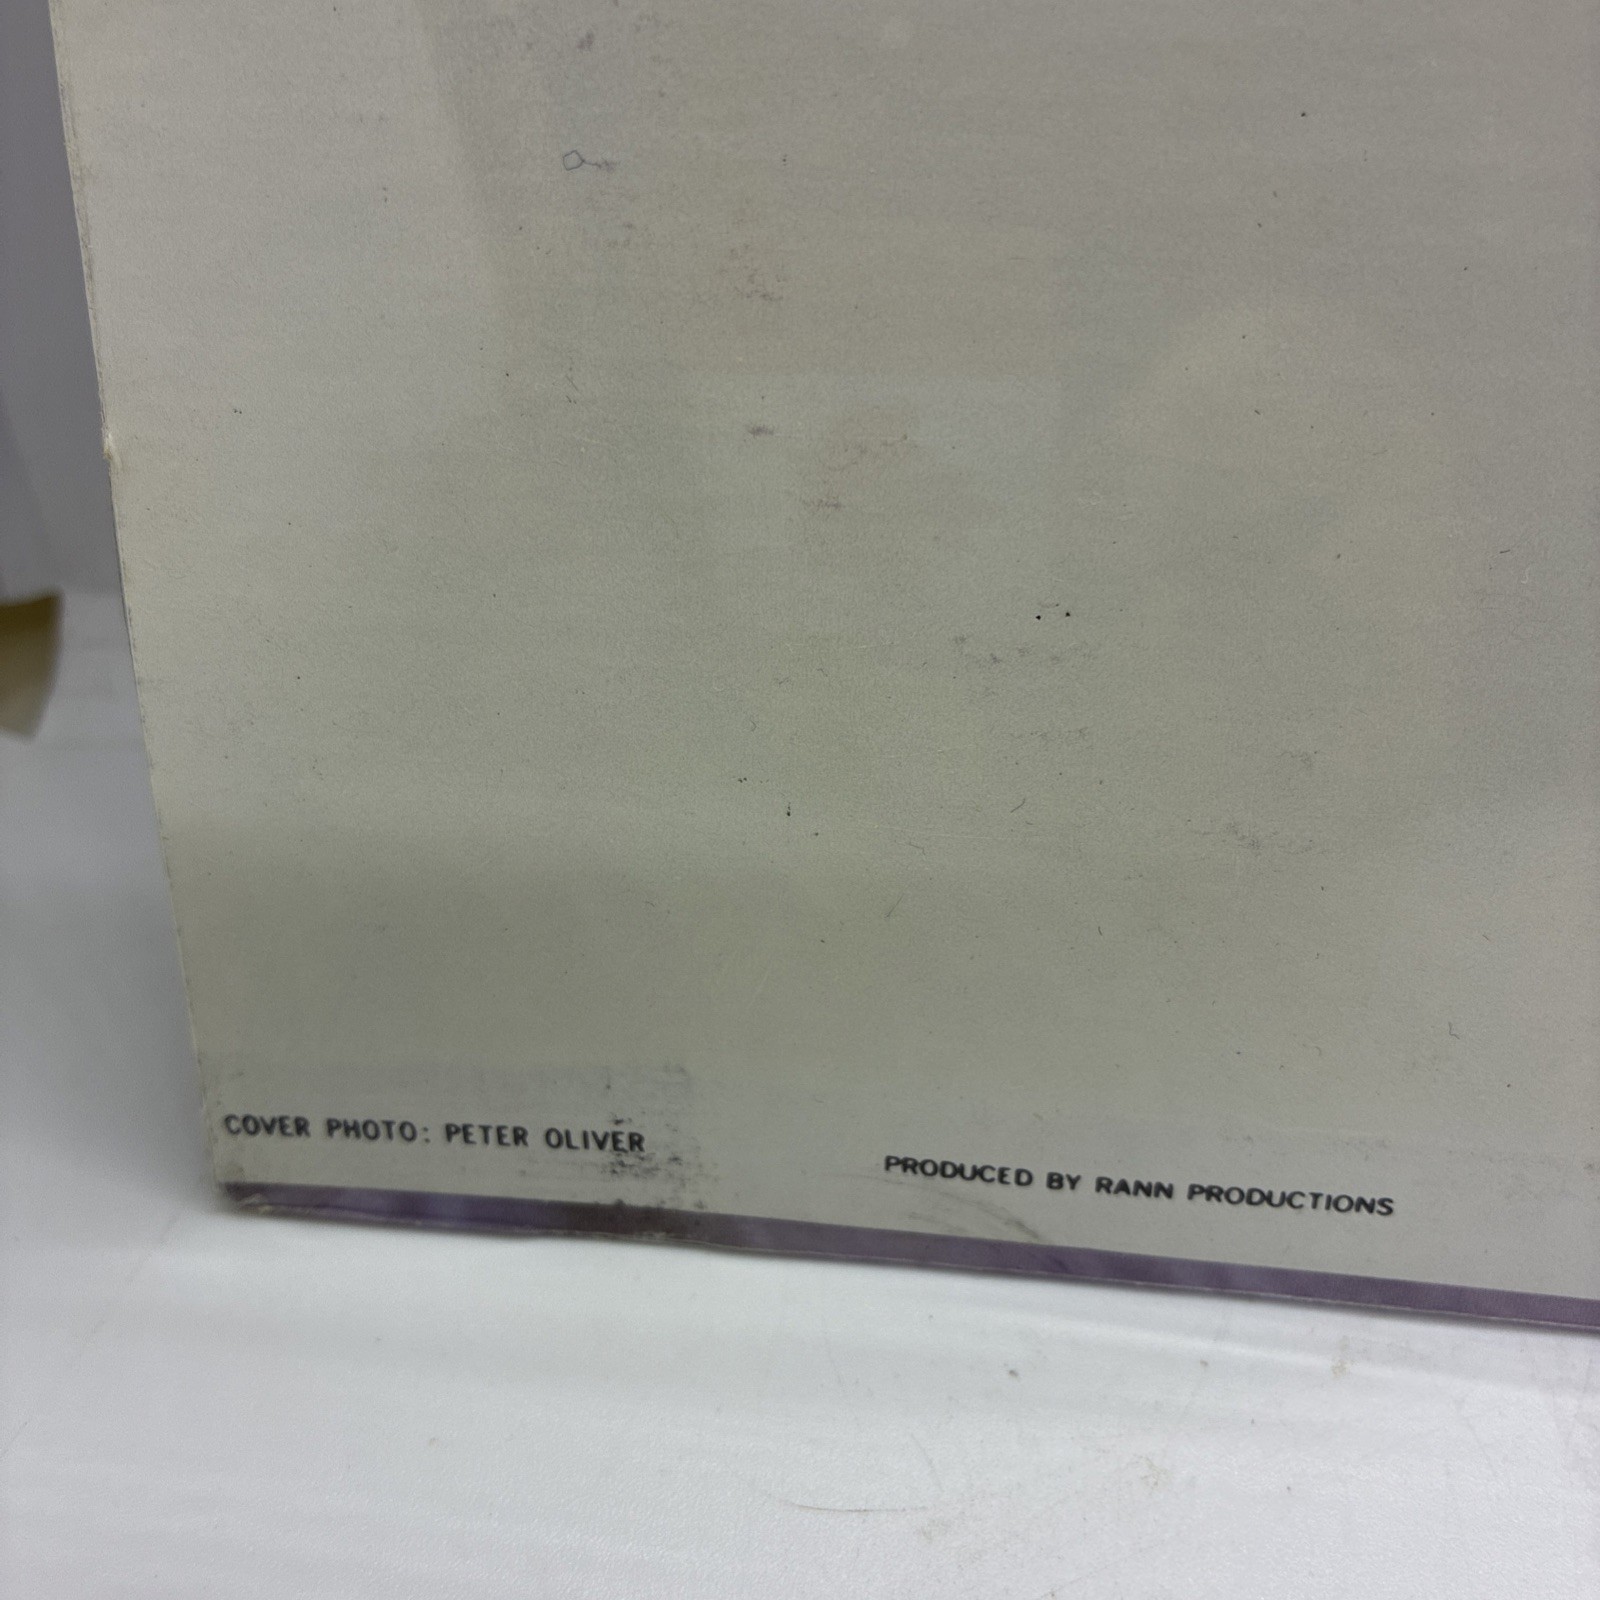 COVER PHOTO: PETER OLIVER
PRODUCED BY RANN PRODUCTIONS